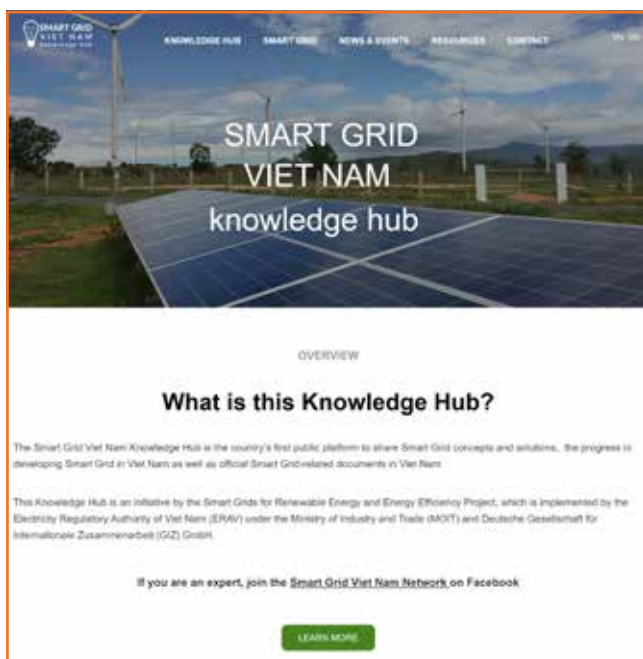 SMART GRID
VIET NAM
knowledge hub
KNOWLEDGE HUB SMART GRID NEWS & EVENTS RESOURCES CONTACT
SMART GRID
VIET NAM
knowledge hub
OVERVIEW
What is this Knowledge Hub?
The Smart Grid Viet Nam Knowledge Hub is the country's first public platform to share Smart Grid concepts and solutions, the progress in
developing Smart Grid in Viet Nam as well as official Smart Grid-related documents in Viet Nam
This Knowledge Hub is an initiative by the Smart Grids for Renewable Energy and Energy Efficiency Project, which is implemented by the
Electricity Regulatory Authority of Viet Nam (ERAV) under the Ministry of Industry and Trade (MOIT) and Deutsche Gesellschaft für
Internationale Zusammenarbeit (GIZ) GmbH.
If you are an expert, join the Smart Grid Viet Nam Network on Facebook
LEARN MORE